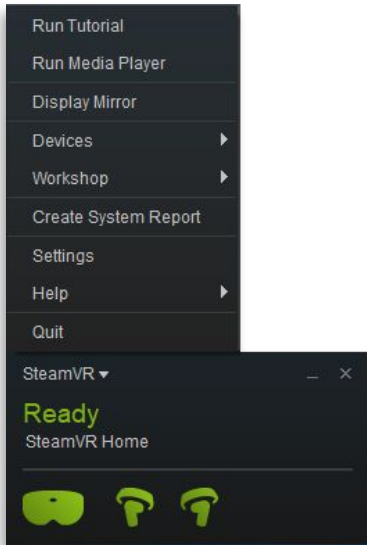 Run Tutorial
Run Media Player
Display Mirror
Devices
Workshop
Create System Report
Settings
Help
Quit
SteamVR
Ready
SteamVR Home